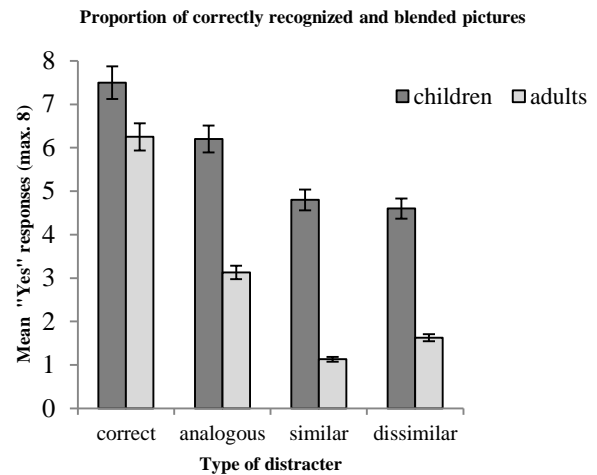 Proportion of correctly recognized and blended pictures
Mean "Yes" responses (max. 8)
8
7
6
5
4
3
2
1
0
children adults
correct analogous similar dissimilar
Type of distracter